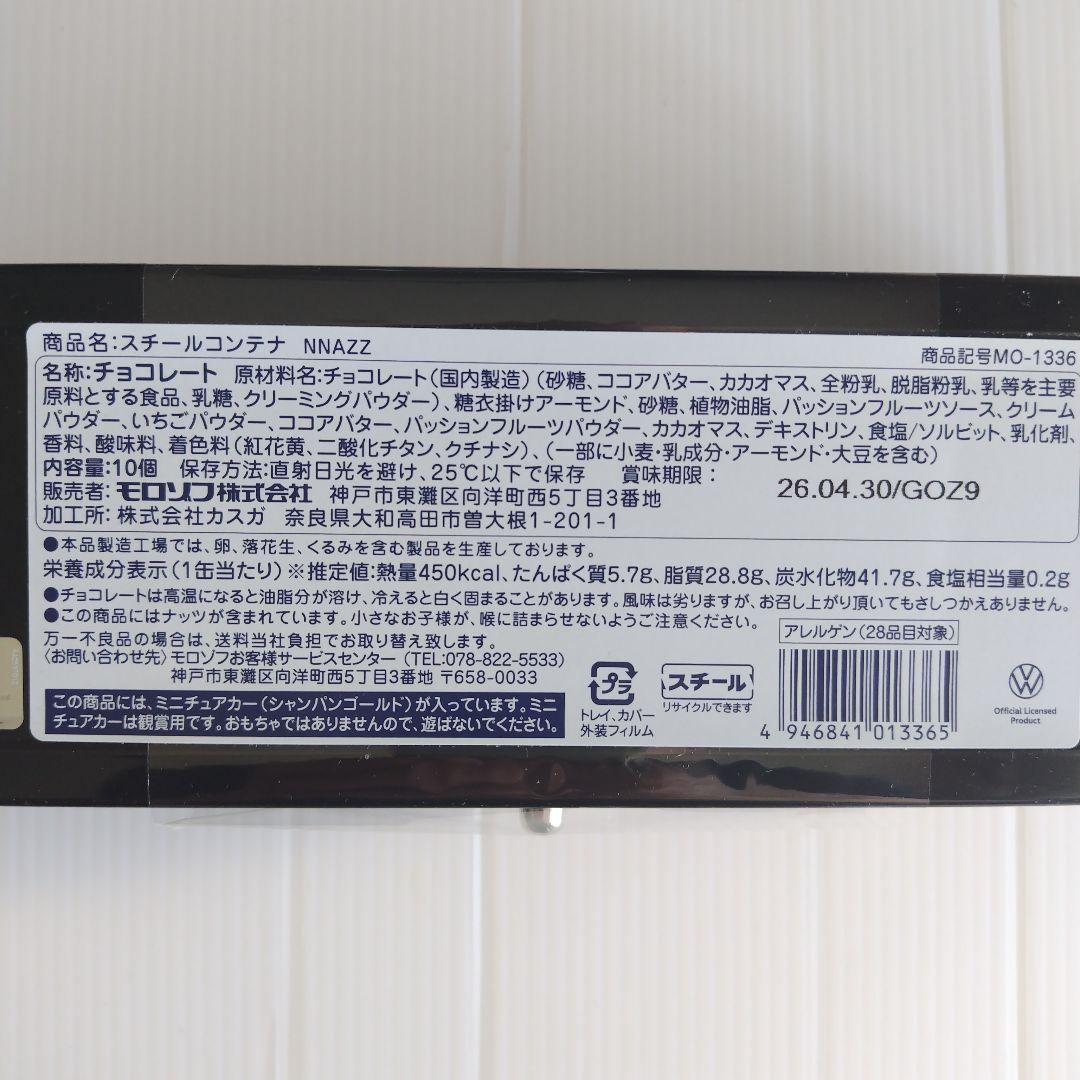 商品名:スチールコンテナ NNAZZ 商品記号MO-1336
名称:チョコレート 原材料名:チョコレート(国内製造)(砂糖、ココアバター、カカオマス、全粉乳、脱脂粉乳、乳等を主要
原料とする食品、乳糖、クリーミングパウダー)、糖衣掛けアーモンド、砂糖、植物油脂、パッションフルーツソース、クリーム
パウダー、いちごパウダー、ココアバター、パッションフルーツパウダー、カカオマス、デキストリン、食塩/ソルビット、乳化剤、
香料、酸味料、着色料(紅花黄、二酸化チタン、クチナシ)、(一部に小麦・乳成分・アーモンド・大豆を含む)
内容量:10個 保存方法:直射日光を避け、25℃以下で保存 賞味期限:
26.04.30/GOZ9
販売者:モロゾフ株式会社 神戸市東灘区向洋町西5丁目3番地
加工所:株式会社カスガ 奈良県大和高田市曽大根1-201-1
●本品製造工場では、卵、落花生、くるみを含む製品を生産しております。
栄養成分表示(1缶当たり)※推定値:熱量450kcal、たんぱく質5.7g、脂質28.8g、炭水化物41.7g、食塩相当量0.2g
●チョコレートは高温になると油脂分が溶け、冷えると白く固まることがあります。風味は劣りますが、お召し上がり頂いてもさしつかえありません。
●この商品にはナッツが含まれています。小さなお子様が、喉に詰まらせないようご注意ください。
万一不良品の場合は、送料当社負担でお取り替え致します。
〈お問い合わせ先〉モロゾフお客様サービスセンター(TEL:078-822-5533)
神戸市東灘区向洋町西5丁目3番地 〒658-0033
この商品には、ミニチュアカー(シャンパンゴールド)が入っています。ミニ
チュアカーは観賞用です。おもちゃではありませんので、遊ばないでください。
プラ
トレイ、カバー
外装フィルム
スチール
リサイクルできます
アレルゲン(28品目対象)
4 946841 013365
Official Licensed
Product